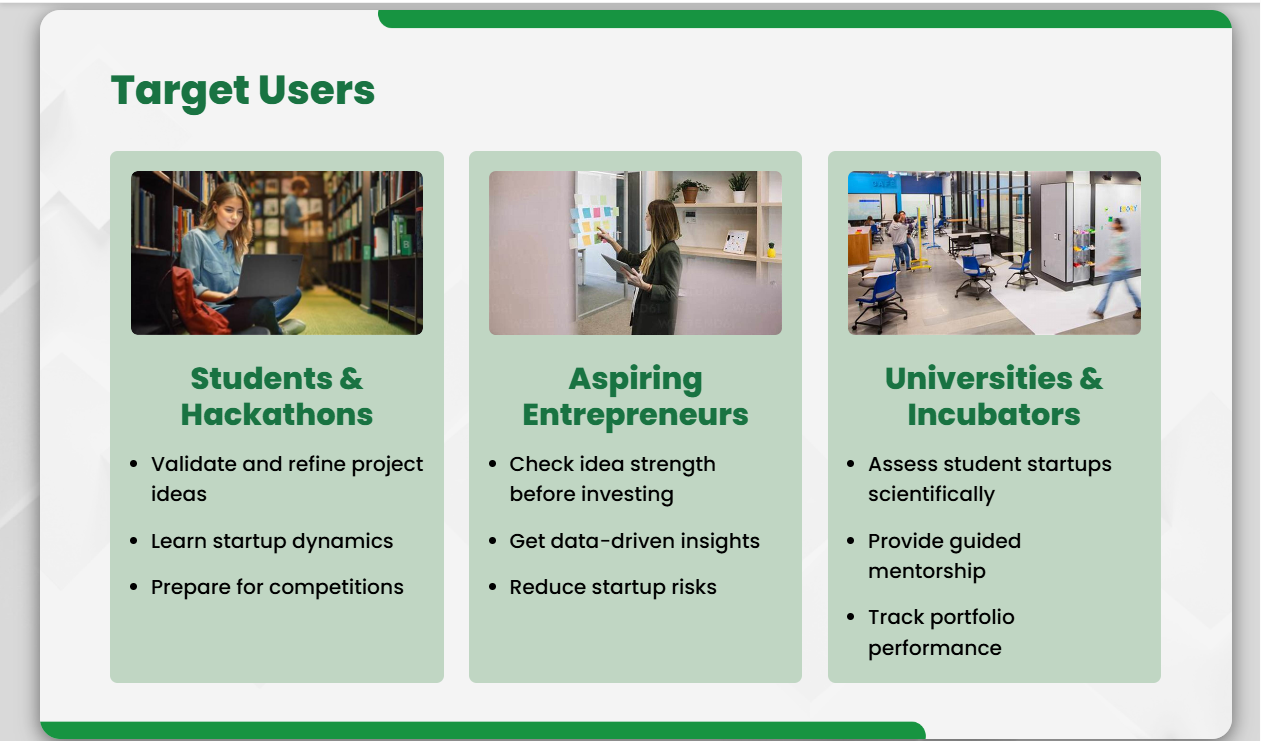 Target Users
Students &
Hackathons
• Validate and refine project
ideas
• Learn startup dynamics
• Prepare for competitions
Aspiring
Entrepreneurs
• Check idea strength
before investing
• Get data-driven insights
• Reduce startup risks
Universities &
Incubators
• Assess student startups
scientifically
• Provide guided
mentorship
• Track portfolio
performance